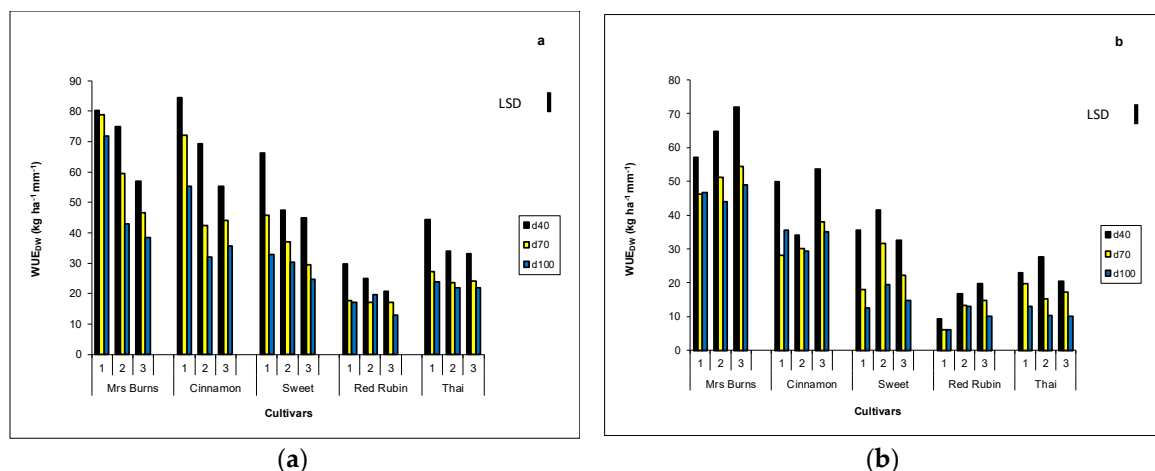 a
90
80
70
60
50
40
30
20
10
0
WUEDW (kg ha-1 mm-1)
LSD
d40
d70
d100
1 2 3 1 2 3 1 2 3 1 2 3 1 2 3
Mrs Burns Cinnamon Sweet Red Rubin Thai
Cultivars
(a)
b
80
70
60
50
40
30
20
10
0
WUEDW (kg ha-1 mm-1)
LSD
d40
d70
d100
1 2 3 1 2 3 1 2 3 1 2 3 1 2 3
Mrs Burns Cinnamon Sweet Red Rubin Thai
Cultivars
(b)